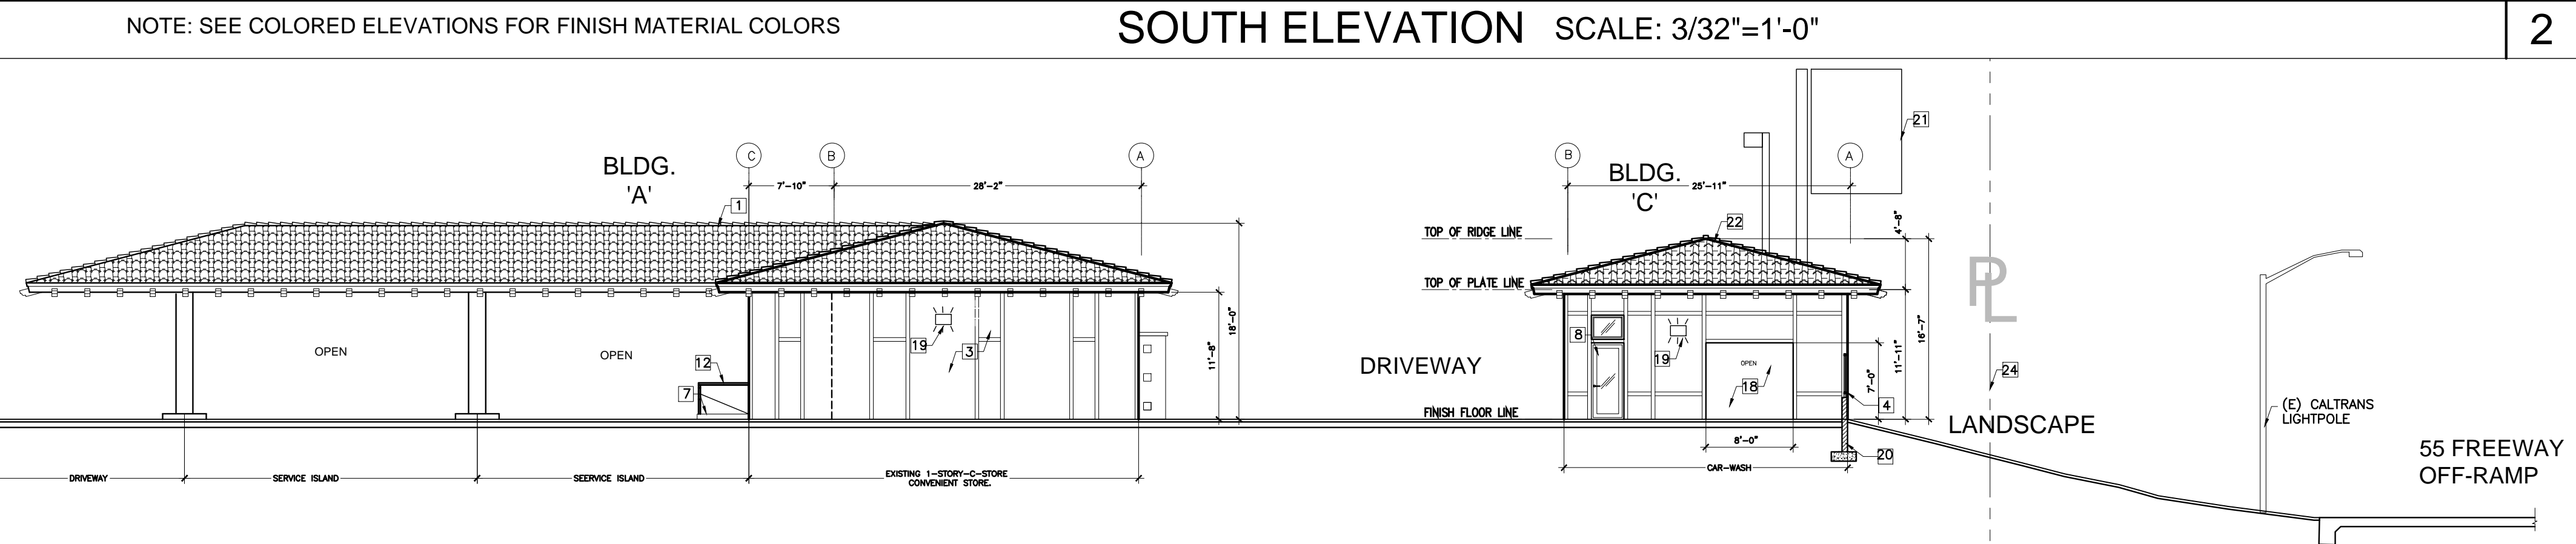 NOTE: SEE COLORED ELEVATIONS FOR FINISH MATERIAL COLORS
SOUTH ELEVATION SCALE: 3/32"=1'-0"
2
BLDG.
'A'
C
B
A
7'-10"
28'-2"
1
OPEN
OPEN
12
7
19
3
11'-8"
18'-0"
DRIVEWAY
SERVICE ISLAND
SEERVICE ISLAND
EXISTING 1-STORY-C-STORE
CONVENIENT STORE.
DRIVEWAY
TOP OF RIDGE LINE
TOP OF PLATE LINE
FINISH FLOOR LINE
B
A
BLDG.
'C'
25'-11"
21
22
4'-8"
16'-7"
11'-11"
7'-0"
8
19
OPEN
18
4
8'-0"
20
CAR-WASH
PL
24
LANDSCAPE
(E) CALTRANS
LIGHTPOLE
55 FREEWAY
OFF-RAMP